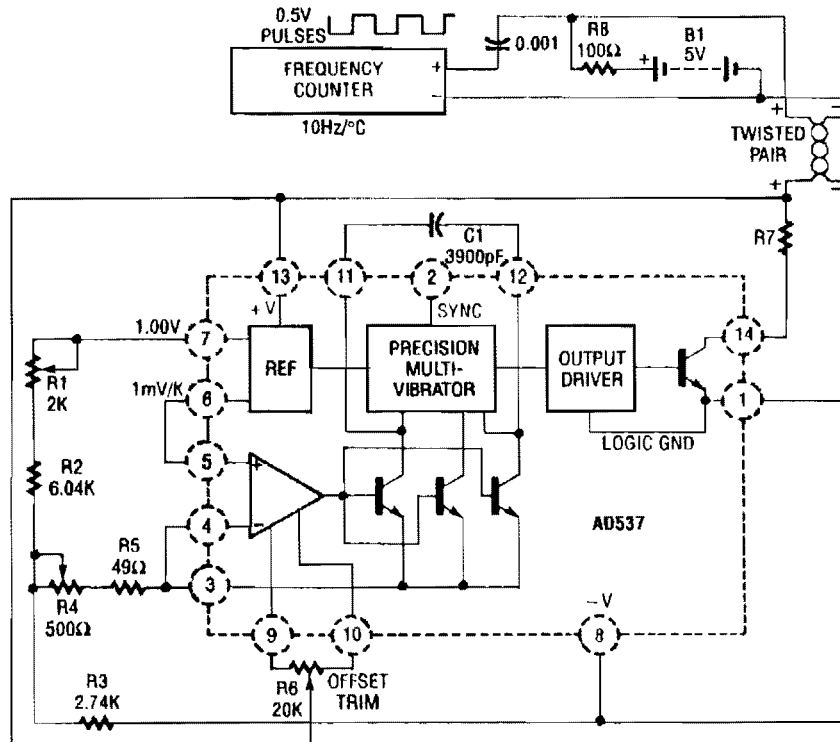 0.5V
PULSES
FREQUENCY
COUNTER
+
−
10Hz/°C
0.001
R8
100Ω
+
B1
5V
+
−
TWISTED
PAIR
+
−
R7
C1
3900pF
13
11
2
12
+V
SYNC
1.00V
7
REF
PRECISION
MULTI-
VIBRATOR
OUTPUT
DRIVER
14
R1
2K
1mV/K
6
1
LOGIC GND
5
+
R2
6.04K
4
−
AD537
R5
49Ω
3
R4
500Ω
−V
9
10
8
R6
20K
OFFSET
TRIM
R3
2.74K